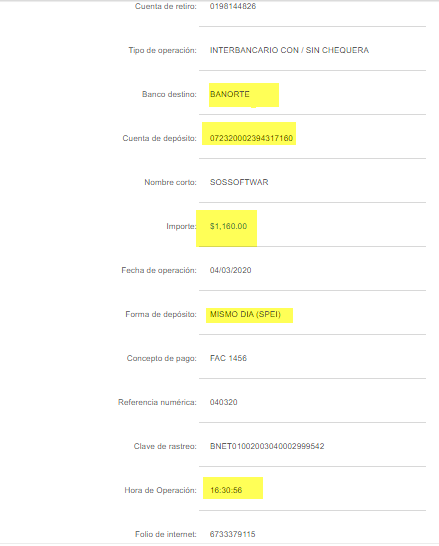 Cuenta de retiro: 0198144826
Tipo de operación: INTERBANCARIO CON / SIN CHEQUERA
Banco destino: BANORTE
Cuenta de depósito: 072320002394317160
Nombre corto: SOSSOFTWAR
Importe: $1,160.00
Fecha de operación: 04/03/2020
Forma de depósito: MISMO DIA (SPEI)
Concepto de pago: FAC 1456
Referencia numérica: 040320
Clave de rastreo: BNET01002003040002999542
Hora de Operación: 16:30:56
Folio de internet: 6733379115